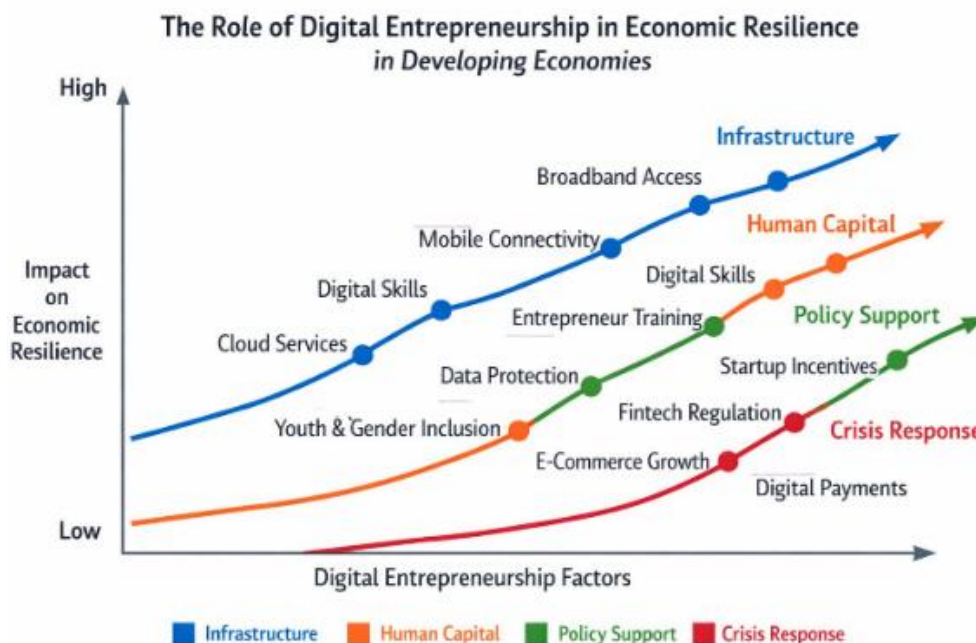 The Role of Digital Entrepreneurship in Economic Resilience
in Developing Economies
High
Infrastructure
Broadband Access
Human Capital
Mobile Connectivity
Impact
on
Economic
Resilience
Digital Skills
Digital Skills
Entrepreneur Training
Policy Support
Cloud Services
Data Protection
Startup Incentives
Youth & Gender Inclusion
Fintech Regulation
Crisis Response
E-Commerce Growth
Digital Payments
Low
Digital Entrepreneurship Factors
Infrastructure
Human Capital
Policy Support
Crisis Response